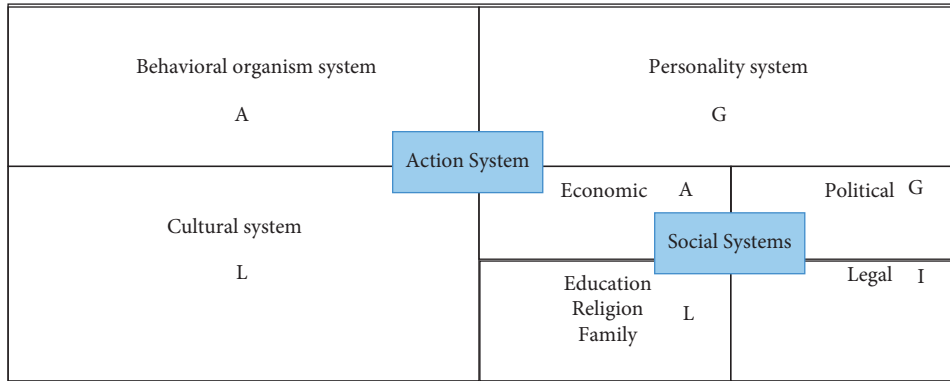 Behavioral organism system
A
Personality system
G
Action System
Cultural system
L
Economic A
Political G
Social Systems
Education
Religion
Family
L
Legal I